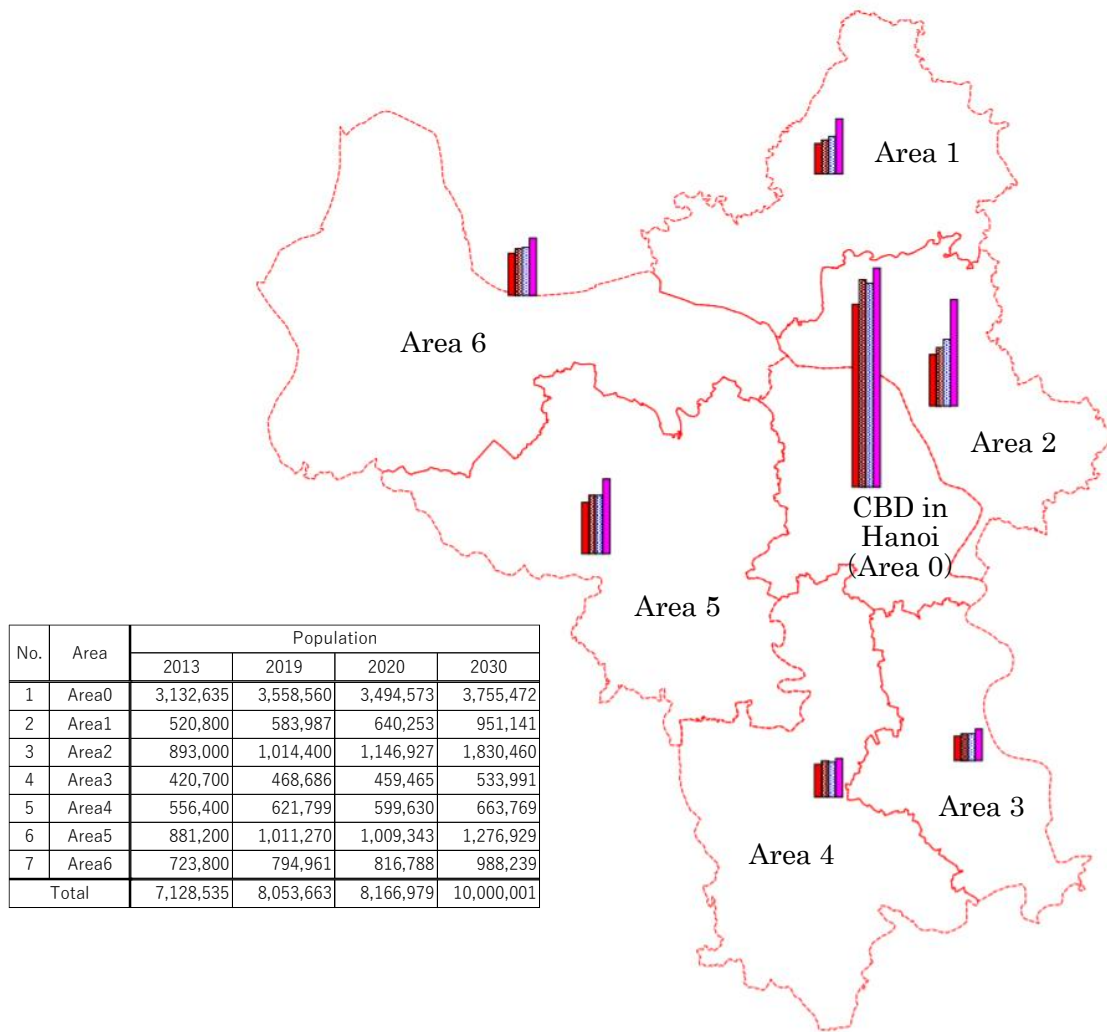 Area 1
Area 6
Area 2
CBD in
Hanoi
(Area 0)
Area 5
Area 3
Area 4
No. Area Population
2013 2019 2020 2030
1 Area0 3,132,635 3,558,560 3,494,573 3,755,472
2 Area1 520,800 583,987 640,253 951,141
3 Area2 893,000 1,014,400 1,146,927 1,830,460
4 Area3 420,700 468,686 459,465 533,991
5 Area4 556,400 621,799 599,630 663,769
6 Area5 881,200 1,011,270 1,009,343 1,276,929
7 Area6 723,800 794,961 816,788 988,239
Total 7,128,535 8,053,663 8,166,979 10,000,001